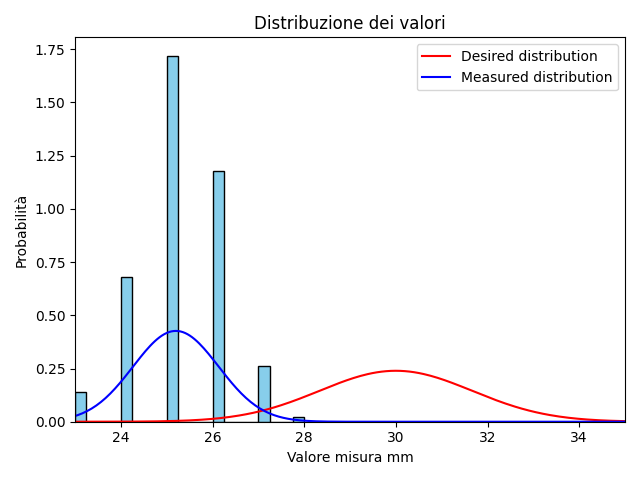 Distribuzione dei valori
Desired distribution
Measured distribution
Probabilità
1.75
1.50
1.25
1.00
0.75
0.50
0.25
0.00
24 26 28 30 32 34
Valore misura mm